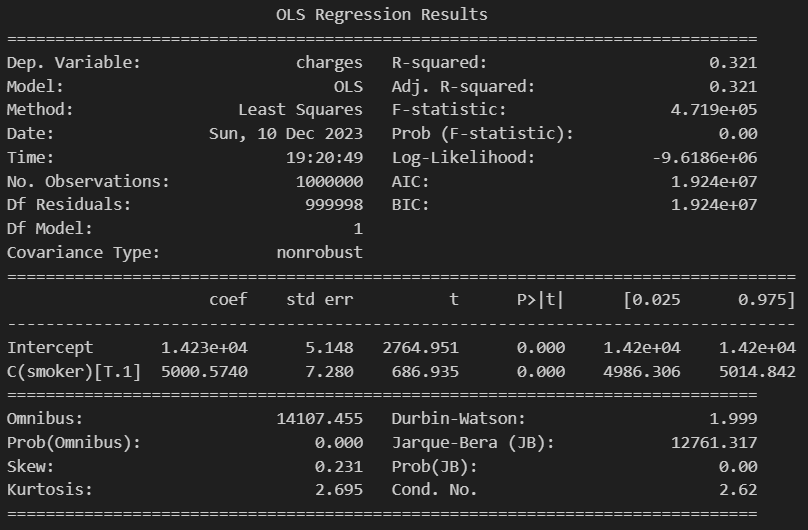 OLS Regression Results
==============================================================================
Dep. Variable: charges R-squared: 0.321
Model: OLS Adj. R-squared: 0.321
Method: Least Squares F-statistic: 4.719e+05
Date: Sun, 10 Dec 2023 Prob (F-statistic): 0.00
Time: 19:20:49 Log-Likelihood: -9.6186e+06
No. Observations: 1000000 AIC: 1.924e+07
Df Residuals: 999998 BIC: 1.924e+07
Df Model: 1
Covariance Type: nonrobust
===================================================================================
coef std err t P>|t| [0.025 0.975]
-----------------------------------------------------------------------------------
Intercept 1.423e+04 5.148 2764.951 0.000 1.42e+04 1.42e+04
C(smoker)[T.1] 5000.5740 7.280 686.935 0.000 4986.306 5014.842
==============================================================================
Omnibus: 14107.455 Durbin-Watson: 1.999
Prob(Omnibus): 0.000 Jarque-Bera (JB): 12761.317
Skew: 0.231 Prob(JB): 0.00
Kurtosis: 2.695 Cond. No. 2.62
==============================================================================